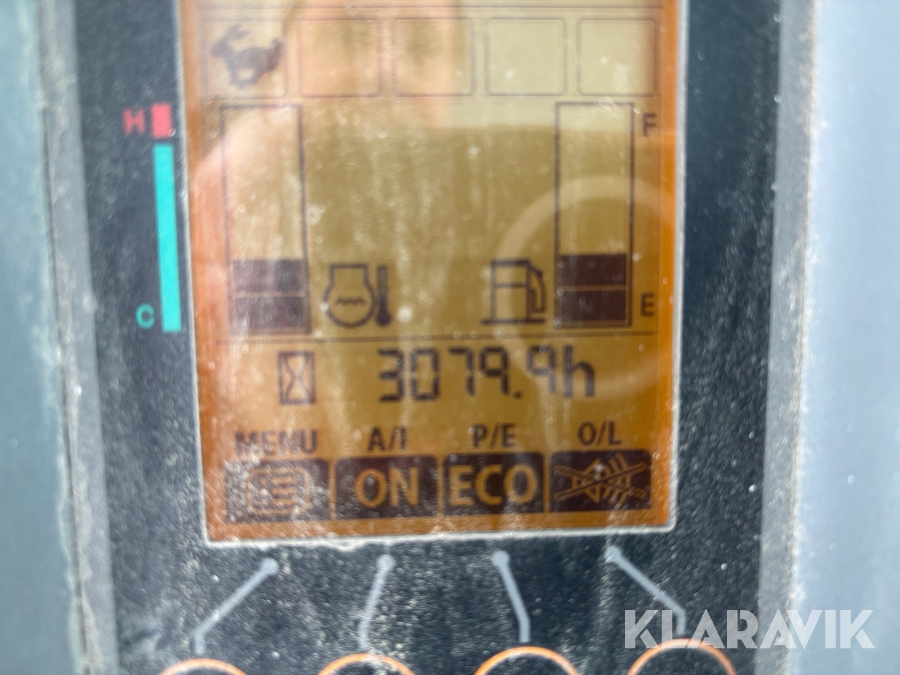 H F
C E
3079.9h
MENU A/I P/E O/L
ON ECO
KLARAVIK